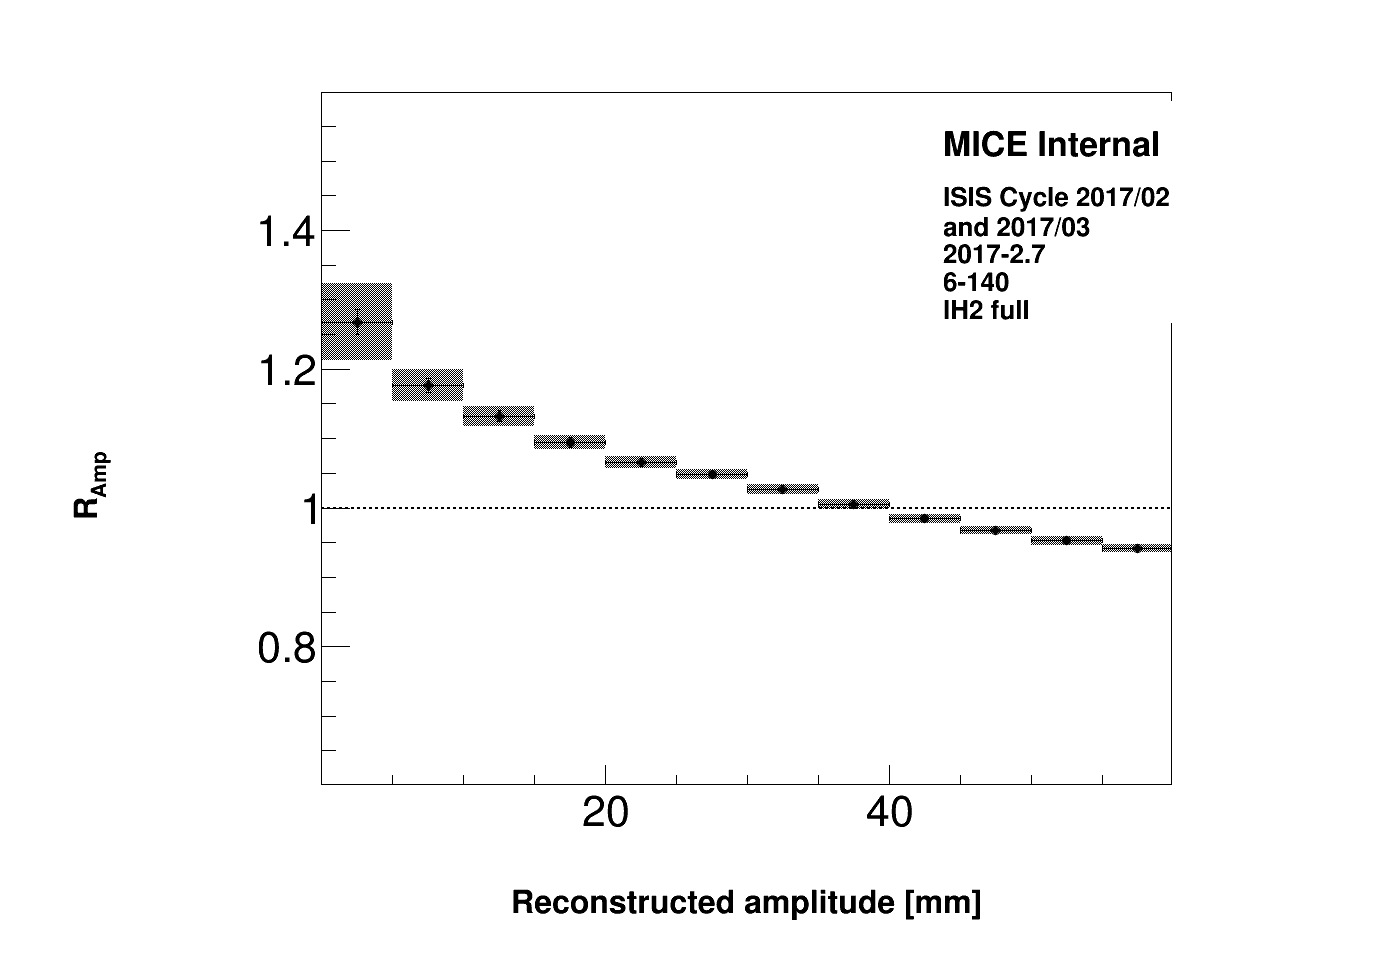 MICE Internal
ISIS Cycle 2017/02
and 2017/03
2017-2.7
6-140
lH2 full
1.4
1.2
1
0.8
R_Amp
20
40
Reconstructed amplitude [mm]